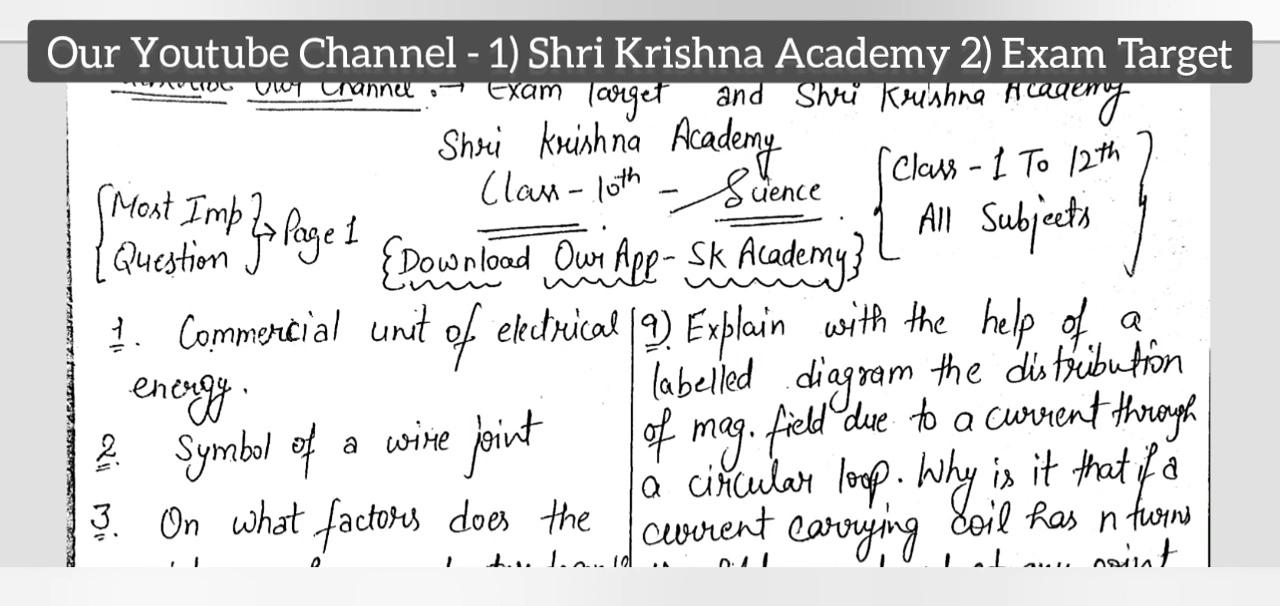 Our Youtube Channel - 1) Shri Krishna Academy 2) Exam Target
Our Channel :→ Exam Target and Shri Krishna Academy
Shri Krishna Academy
Class - 10th - Science
{Most Imp Question} → Page 1
[Class - 1 To 12th All Subjects]
{Download Our App - SK Academy}
1. Commercial unit of electrical
energy.
2. Symbol of a wire joint
3. On what factors does the
9) Explain with the help of a
labelled diagram the distribution
of mag. field due to a current through
a circular loop. Why is it that if a
current carrying coil has n turns